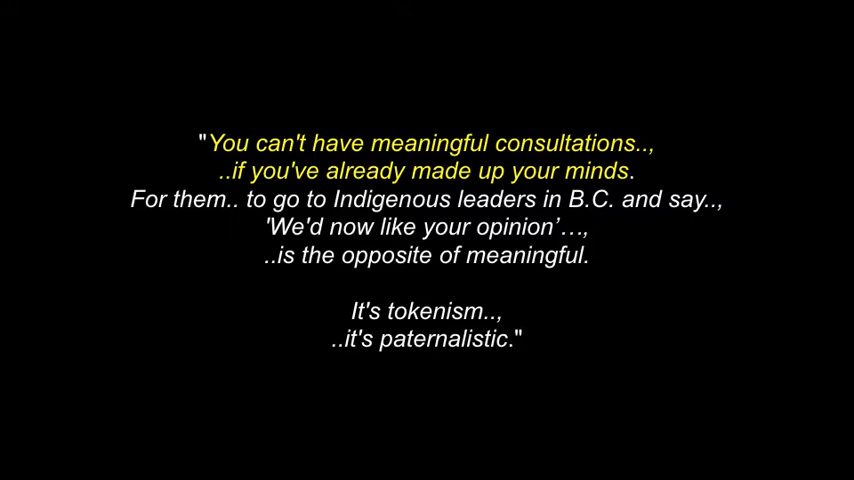 "You can't have meaningful consultations..,
..if you've already made up your minds.
For them.. to go to Indigenous leaders in B.C. and say..,
'We'd now like your opinion’…,
..is the opposite of meaningful.
It's tokenism..,
..it's paternalistic."